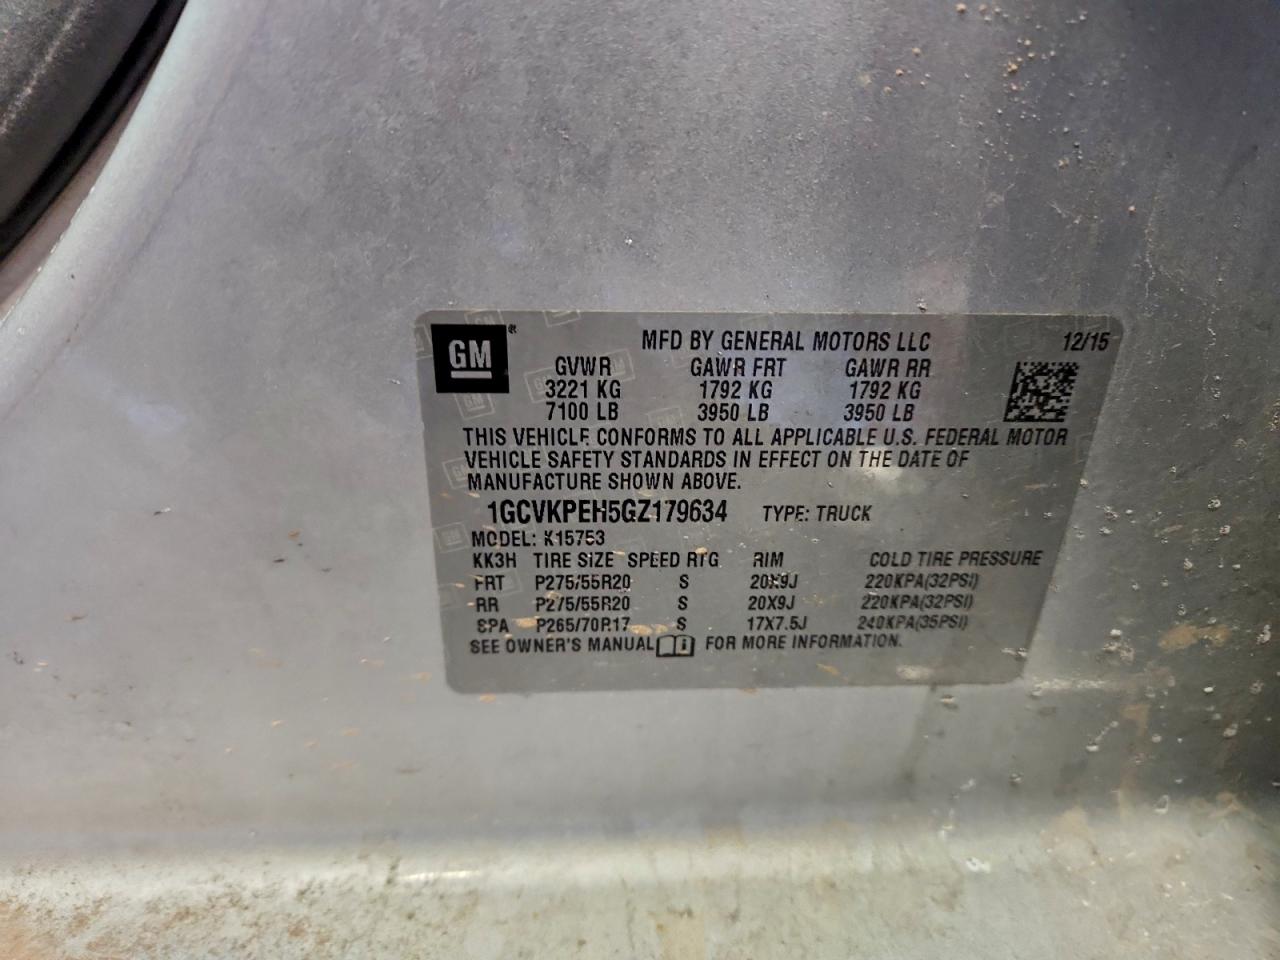 GM®
MFD BY GENERAL MOTORS LLC 12/15
GVWR GAWR FRT GAWR RR
3221 KG 1792 KG 1792 KG
7100 LB 3950 LB 3950 LB
THIS VEHICLE CONFORMS TO ALL APPLICABLE U.S. FEDERAL MOTOR
VEHICLE SAFETY STANDARDS IN EFFECT ON THE DATE OF
MANUFACTURE SHOWN ABOVE.
1GCVKPEH5GZ179634 TYPE: TRUCK
MODEL: K15753
KK3H TIRE SIZE SPEED RTG RIM COLD TIRE PRESSURE
FRT P275/55R20 S 20X9J 220KPA(32PSI)
RR P275/55R20 S 20X9J 220KPA(32PSI)
SPA P265/70R17 S 17X7.5J 240KPA(35PSI)
SEE OWNER'S MANUAL FOR MORE INFORMATION.